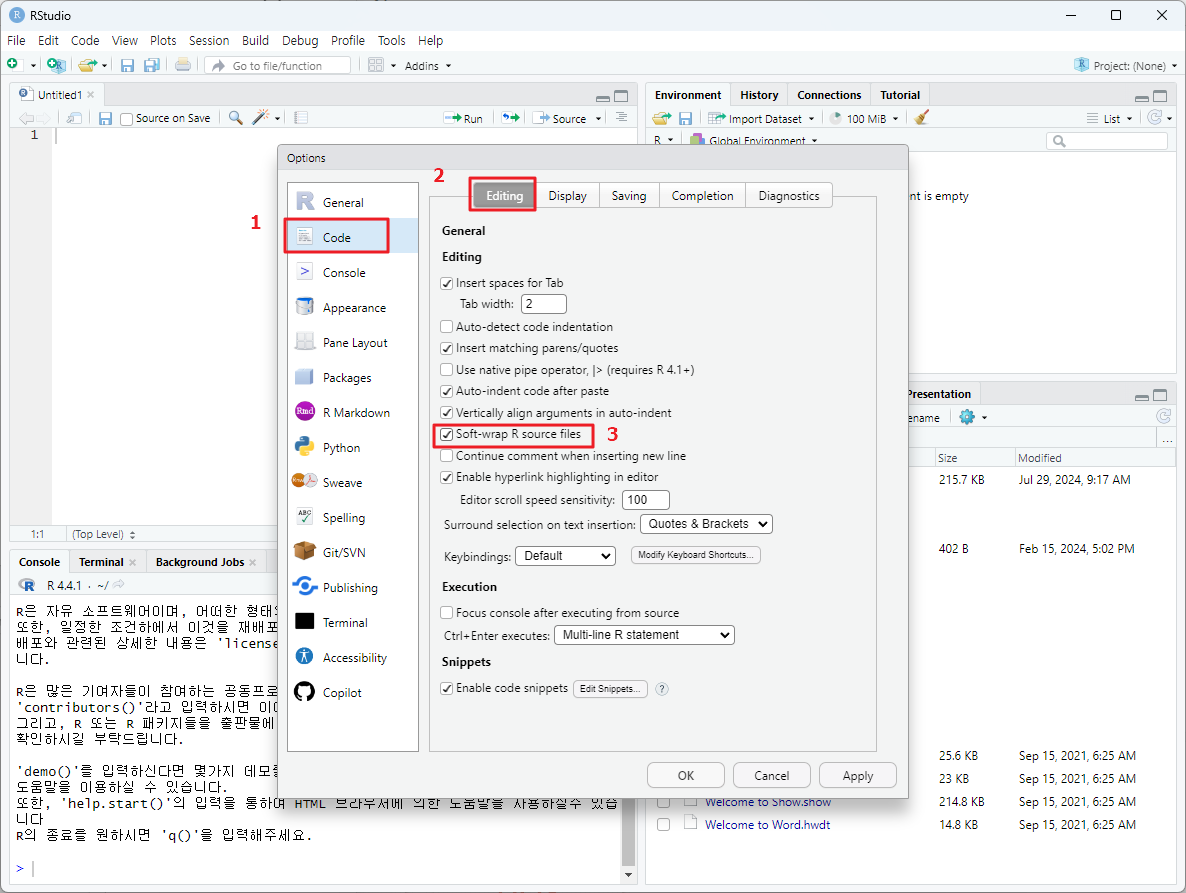 RStudio
File Edit Code View Plots Session Build Debug Profile Tools Help
Go to file/function Addins Project: (None)
Untitled1
Source on Save Run Source
1
1:1 (Top Level)
Console Terminal Background Jobs
R 4.4.1 · ~/
R은 자유 소프트웨어이며, 어떠한 형태의
또한, 일정한 조건하에서 이것을 재배포
배포와 관련된 상세한 내용은 'license
니다.
R은 많은 기여자들이 참여하는 공동프로
'contributors()'라고 입력하시면 이에
그리고, R 또는 R 패키지들을 출판물에
확인하시길 부탁드립니다.
'demo()'를 입력하신다면 몇가지 데모를
도움말을 이용하실 수 있습니다.
또한, 'help.start()'의 입력을 통하여 HTML 브라우저에 의한 도움말을 사용하실수 있습
니다
R의 종료를 원하시면 'q()'을 입력해주세요.
>
Environment History Connections Tutorial
Import Dataset 100 MiB List
R Global Environment
nt is empty
Presentation
ename
...
Size Modified
215.7 KB Jul 29, 2024, 9:17 AM
402 B Feb 15, 2024, 5:02 PM
25.6 KB Sep 15, 2021, 6:25 AM
23 KB Sep 15, 2021, 6:25 AM
Welcome to Show.show 214.8 KB Sep 15, 2021, 6:25 AM
Welcome to Word.hwdt 14.8 KB Sep 15, 2021, 6:25 AM
Options
1
General
Code
Console
Appearance
Pane Layout
Packages
Rmd R Markdown
Python
Sweave
ABC Spelling
Git/SVN
Publishing
Terminal
Accessibility
Copilot
2
Editing Display Saving Completion Diagnostics
General
Editing
Insert spaces for Tab
Tab width: 2
Auto-detect code indentation
Insert matching parens/quotes
Use native pipe operator, |> (requires R 4.1+)
Auto-indent code after paste
Vertically align arguments in auto-indent
Soft-wrap R source files 3
Continue comment when inserting new line
Enable hyperlink highlighting in editor
Editor scroll speed sensitivity: 100
Surround selection on text insertion: Quotes & Brackets
Keybindings: Default Modify Keyboard Shortcuts...
Execution
Focus console after executing from source
Ctrl+Enter executes: Multi-line R statement
Snippets
Enable code snippets Edit Snippets... ?
OK Cancel Apply